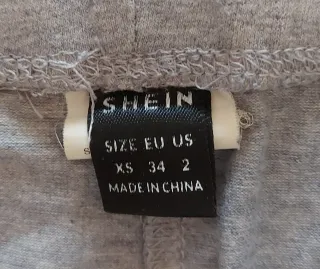 SHEIN
SIZE EU US
XS 34 2
MADE IN CHINA